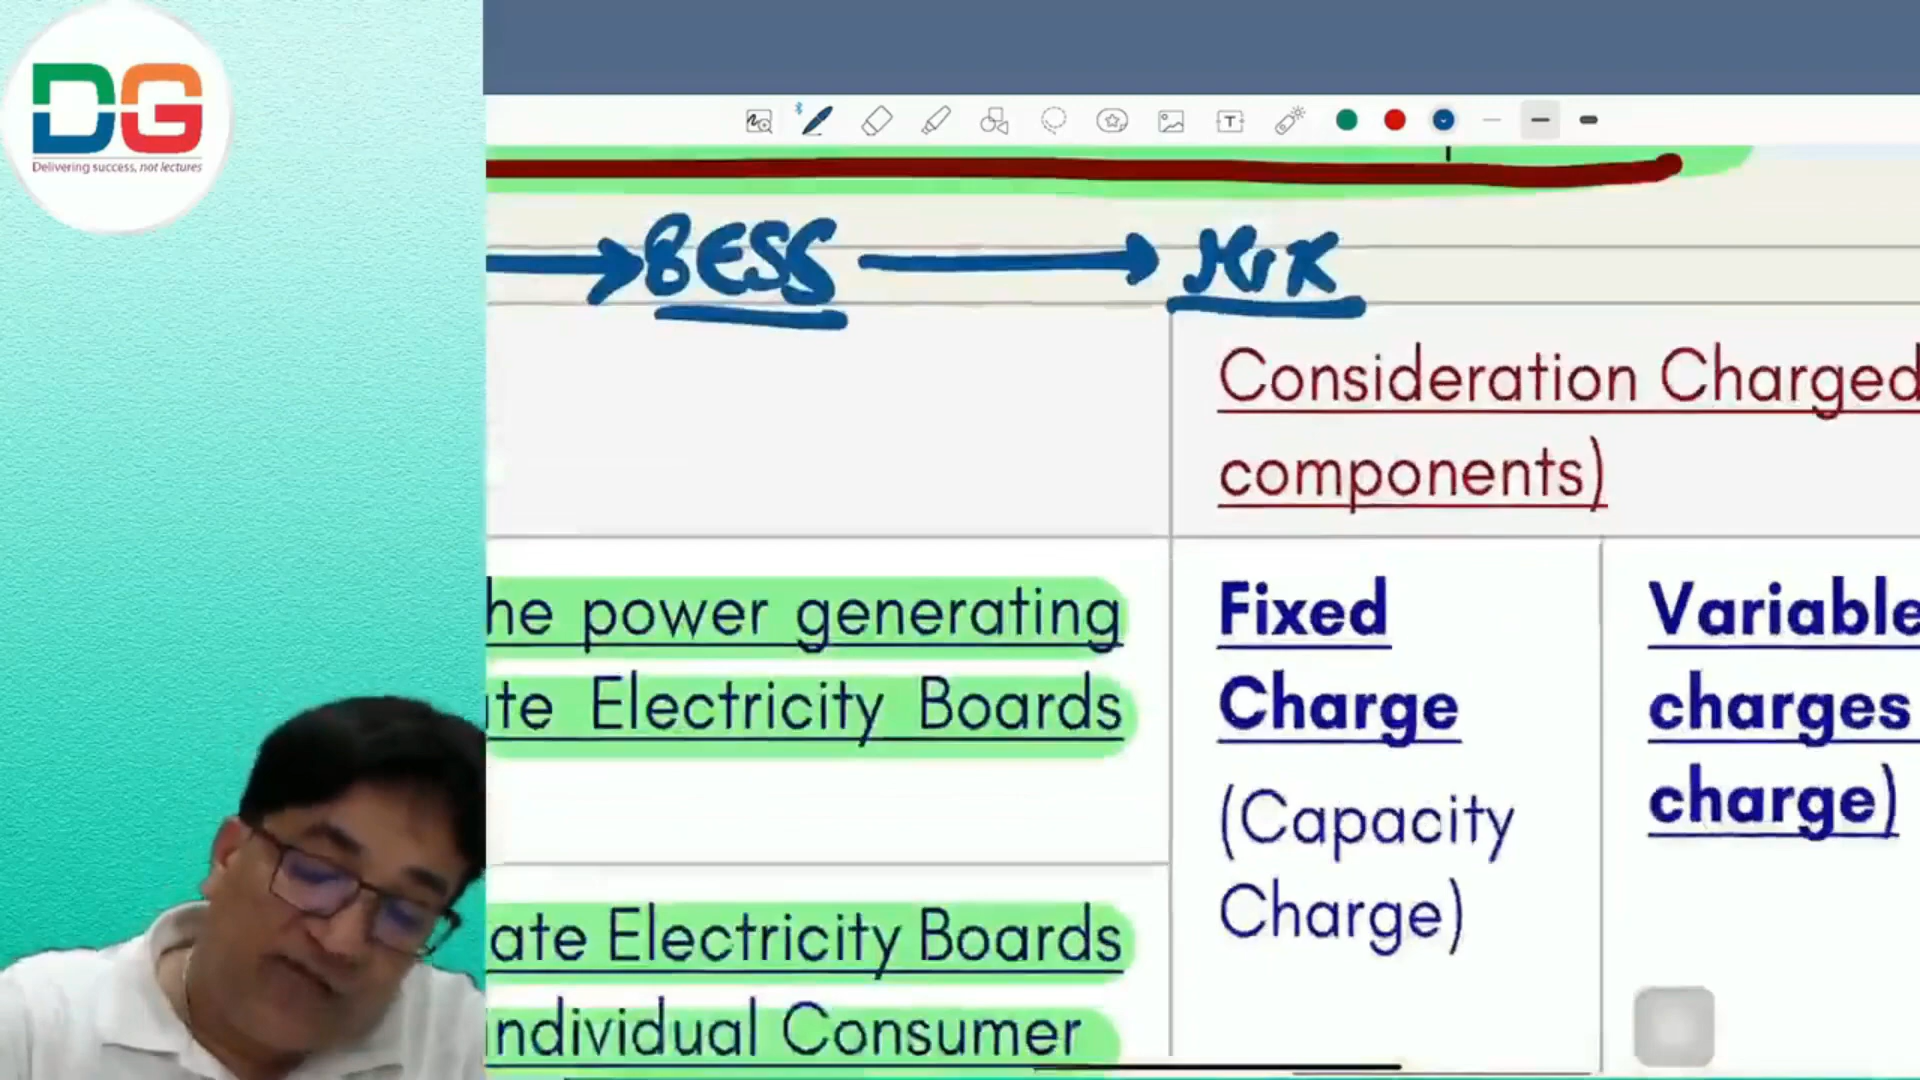 DG
Delivering success, not lectures
T
BESS
Mix
Consideration Charged
components)
he power generating
te Electricity Boards
Fixed
Charge
(Capacity
Charge)
Variable
charges
charge)
ate Electricity Boards
ndividual Consumer